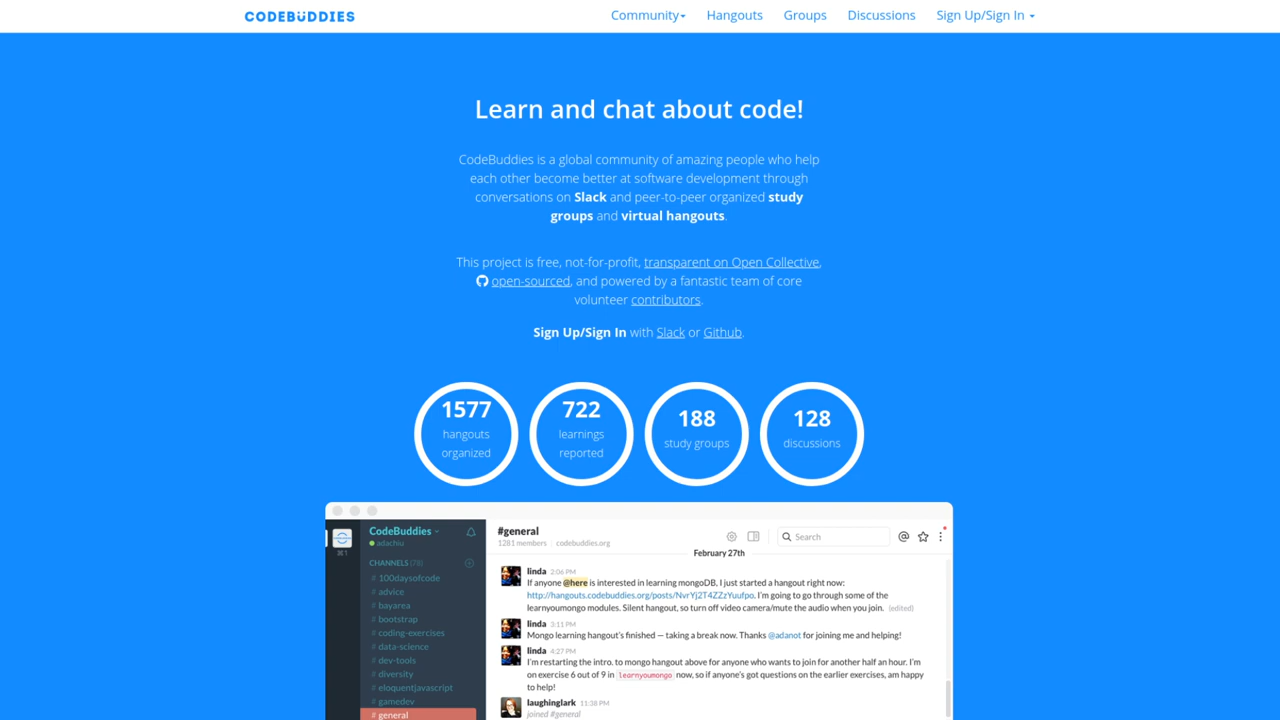 CODEBUDDIES
Community Hangouts Groups Discussions Sign Up/Sign In
Learn and chat about code!
CodeBuddies is a global community of amazing people who help
each other become better at software development through
conversations on Slack and peer-to-peer organized study
groups and virtual hangouts.
This project is free, not-for-profit, transparent on Open Collective,
open-sourced, and powered by a fantastic team of core
volunteer contributors.
Sign Up/Sign In with Slack or Github.
1577
hangouts
organized
722
learnings
reported
188
study groups
128
discussions
⌘1
CodeBuddies
adachiu
CHANNELS (78)
# 100daysofcode
# advice
# bayarea
# bootstrap
# coding-exercises
# data-science
# dev-tools
# diversity
# eloquentjavascript
# gamedev
# general
#general
1281 members codebuddies.org
Search
February 27th
linda 2:06 PM
If anyone @here is interested in learning mongoDB, I just started a hangout right now:
http://hangouts.codebuddies.org/posts/NvrYj2T4ZZzYuufpo. I'm going to go through some of the
learnyoumongo modules. Silent hangout, so turn off video camera/mute the audio when you join. (edited)
linda 3:11 PM
Mongo learning hangout's finished — taking a break now. Thanks @adanot for joining me and helping!
linda 4:27 PM
I'm restarting the intro. to mongo hangout above for anyone who wants to join for another half an hour. I'm
on exercise 6 out of 9 in learnyoumongo now, so if anyone's got questions on the earlier exercises, am happy
to help!
laughinglark 11:38 PM
joined #general